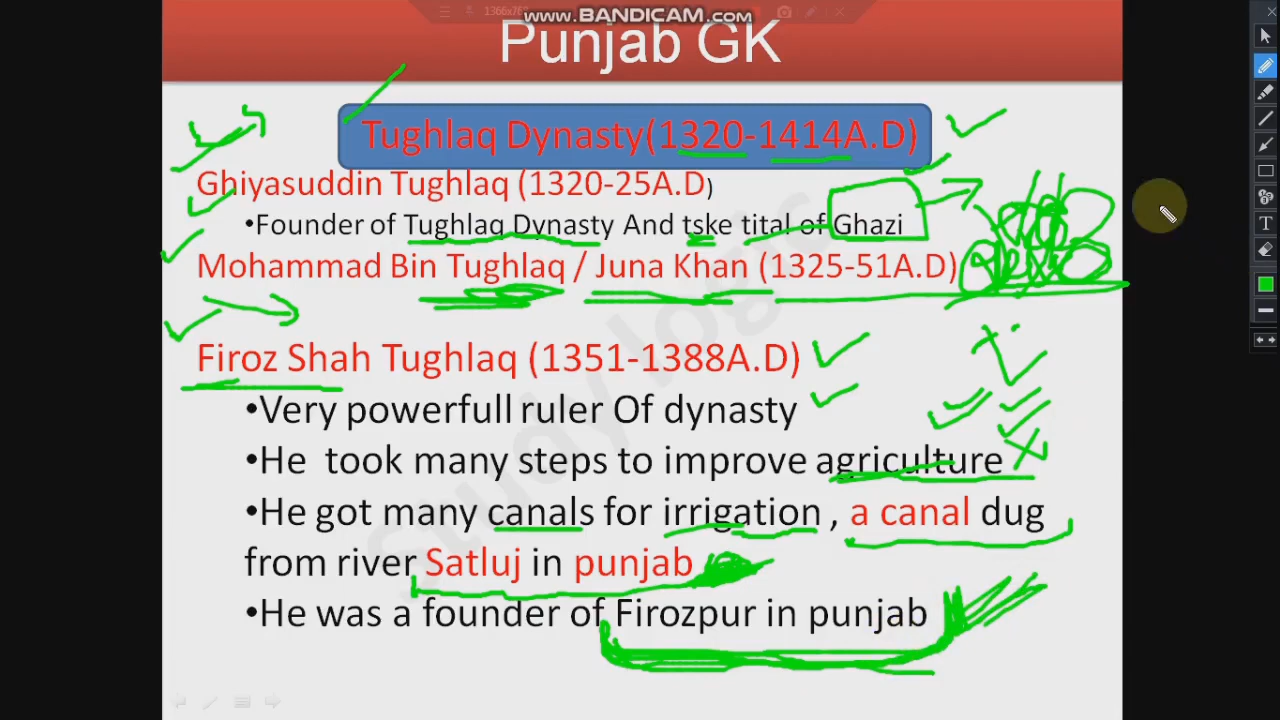 1366x768
www.BANDICAM.com
Punjab GK
Tughlaq Dynasty(1320-1414A.D)
Ghiyasuddin Tughlaq (1320-25A.D)
•Founder of Tughlaq Dynasty And tske tital of Ghazi
Mohammad Bin Tughlaq / Juna Khan (1325-51A.D)
Firoz Shah Tughlaq (1351-1388A.D)
•Very powerfull ruler Of dynasty
•He took many steps to improve agriculture
•He got many canals for irrigation , a canal dug
from river Satluj in punjab
•He was a founder of Firozpur in punjab
Study logic